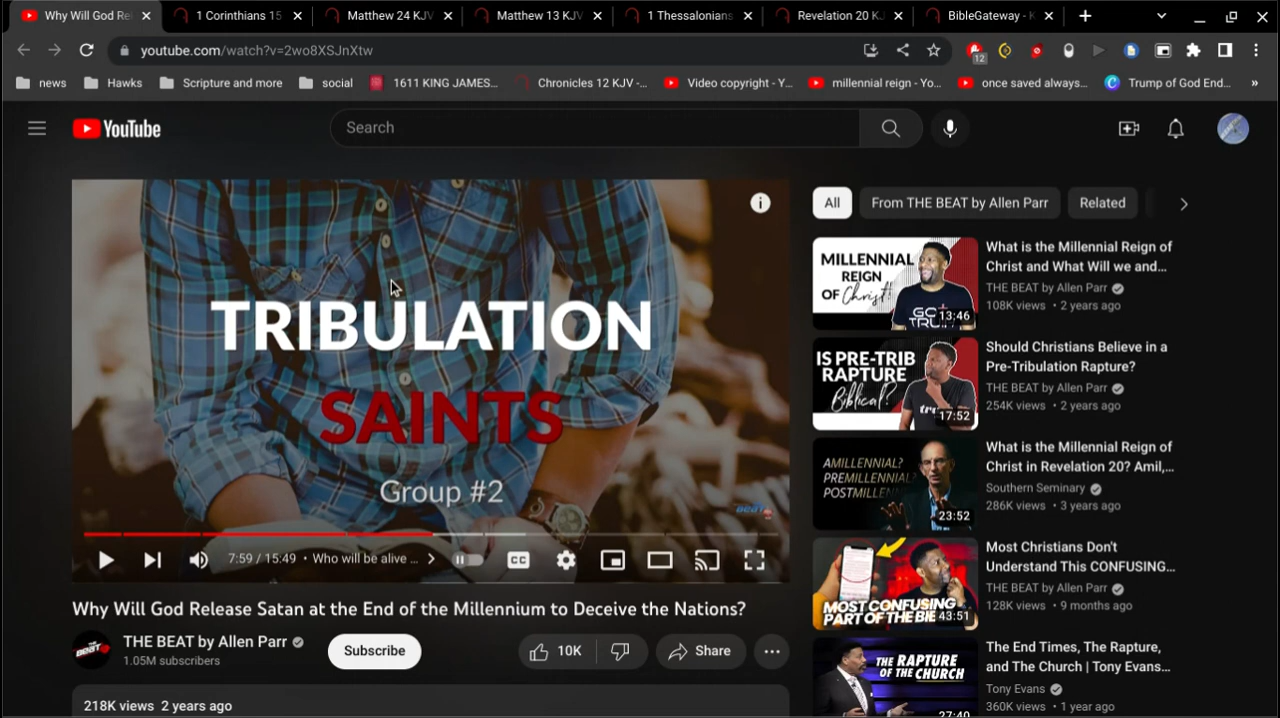 Why Will God Rel
1 Corinthians 15
Matthew 24 KJV
Matthew 13 KJV
1 Thessalonians
Revelation 20 KJ
BibleGateway - K
youtube.com/watch?v=2wo8XSJnXtw
12
news
Hawks
Scripture and more
social
1611 KING JAMES...
Chronicles 12 KJV -...
Video copyright - Y...
millennial reign - Yo...
once saved always...
Trump of God End...
»
YouTube
Search
TRIBULATION
SAINTS
Group #2
7:59 / 15:49 • Who will be alive ...
CC
Why Will God Release Satan at the End of the Millennium to Deceive the Nations?
THE BEAT by Allen Parr
1.05M subscribers
Subscribe
10K
Share
218K views 2 years ago
All
From THE BEAT by Allen Parr
Related
MILLENNIAL
REIGN
OF Christ!
13:46
What is the Millennial Reign of
Christ and What Will we and...
THE BEAT by Allen Parr
108K views • 2 years ago
IS PRE-TRIB
RAPTURE
Biblical?
17:52
Should Christians Believe in a
Pre-Tribulation Rapture?
THE BEAT by Allen Parr
254K views • 2 years ago
AMILLENNIAL?
PREMILLENNIAL?
POSTMILLEN
23:52
What is the Millennial Reign of
Christ in Revelation 20? Amil,...
Southern Seminary
286K views • 3 years ago
MOST CONFUSING
PART OF THE BIB
43:51
Most Christians Don't
Understand This CONFUSING...
THE BEAT by Allen Parr
128K views • 9 months ago
THE RAPTURE
OF THE CHURCH
27:40
The End Times, The Rapture,
and The Church | Tony Evans...
Tony Evans
360K views • 1 year ago